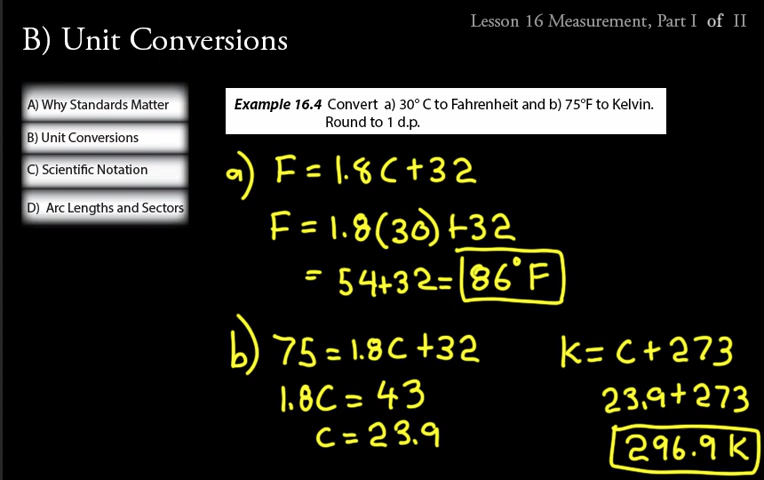 Lesson 16 Measurement, Part I of II
B) Unit Conversions
A) Why Standards Matter
B) Unit Conversions
C) Scientific Notation
D) Arc Lengths and Sectors
Example 16.4 Convert a) 30° C to Fahrenheit and b) 75°F to Kelvin.
Round to 1 d.p.
a) F = 1.8C+32
F = 1.8(30)+32
= 54+32= 86°F
b) 75 = 1.8C +32
1.8C = 43
C = 23.9
K= C+273
23.9+273
296.9 K